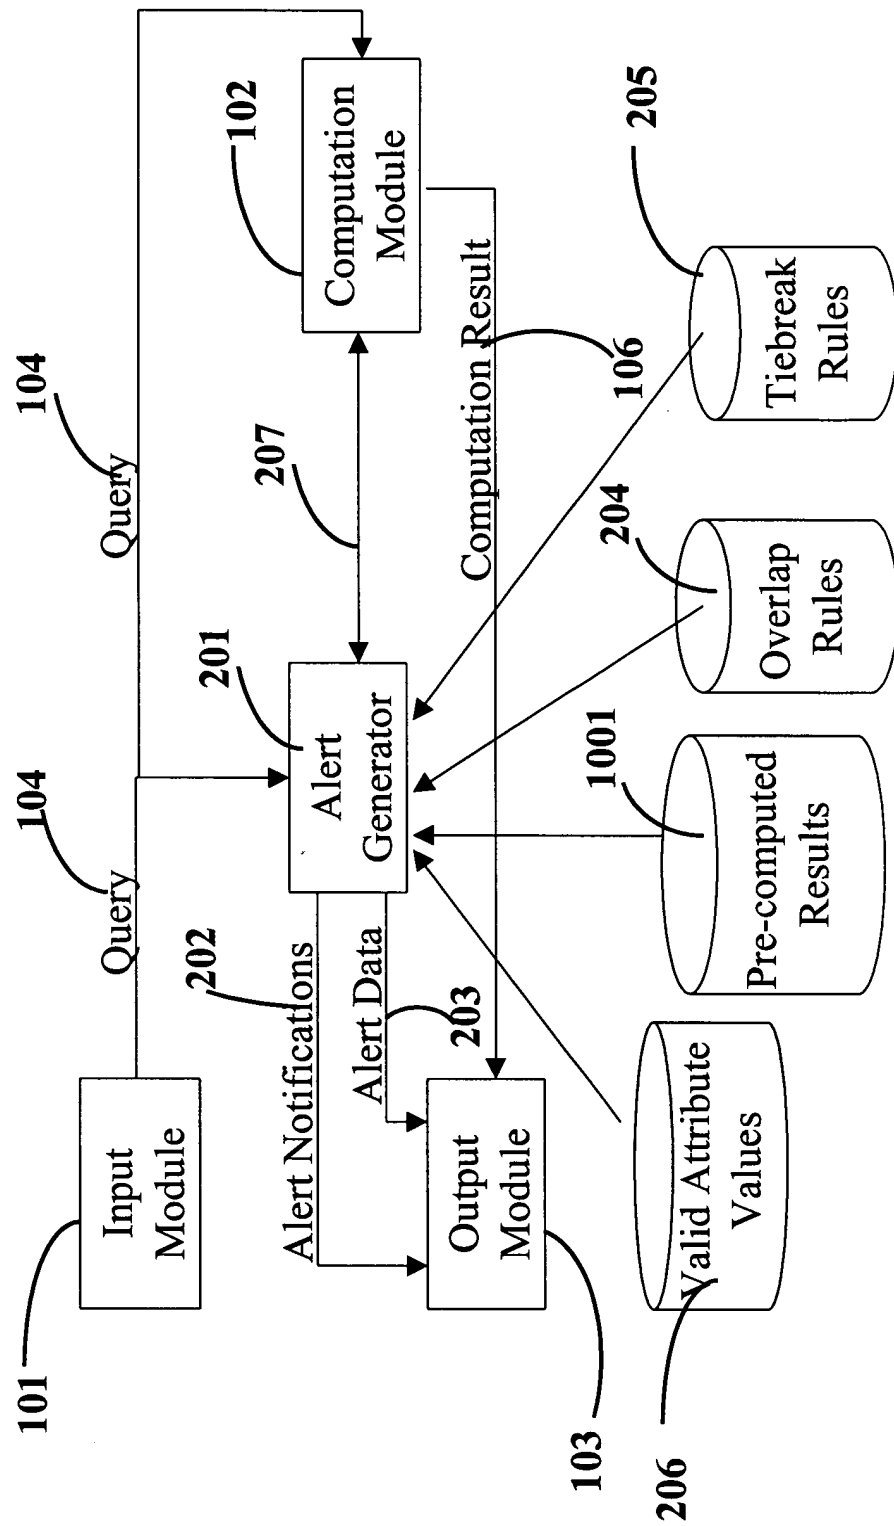 101
Input
Module
104
Query
104
Query
102
Computation
Module
201
Alert
Generator
207
202
Alert Notifications
Alert Data
203
Computation Result
106
Output
Module
103
206
Valid Attribute
Values
1001
Pre-computed
Results
204
Overlap
Rules
205
Tiebreak
Rules